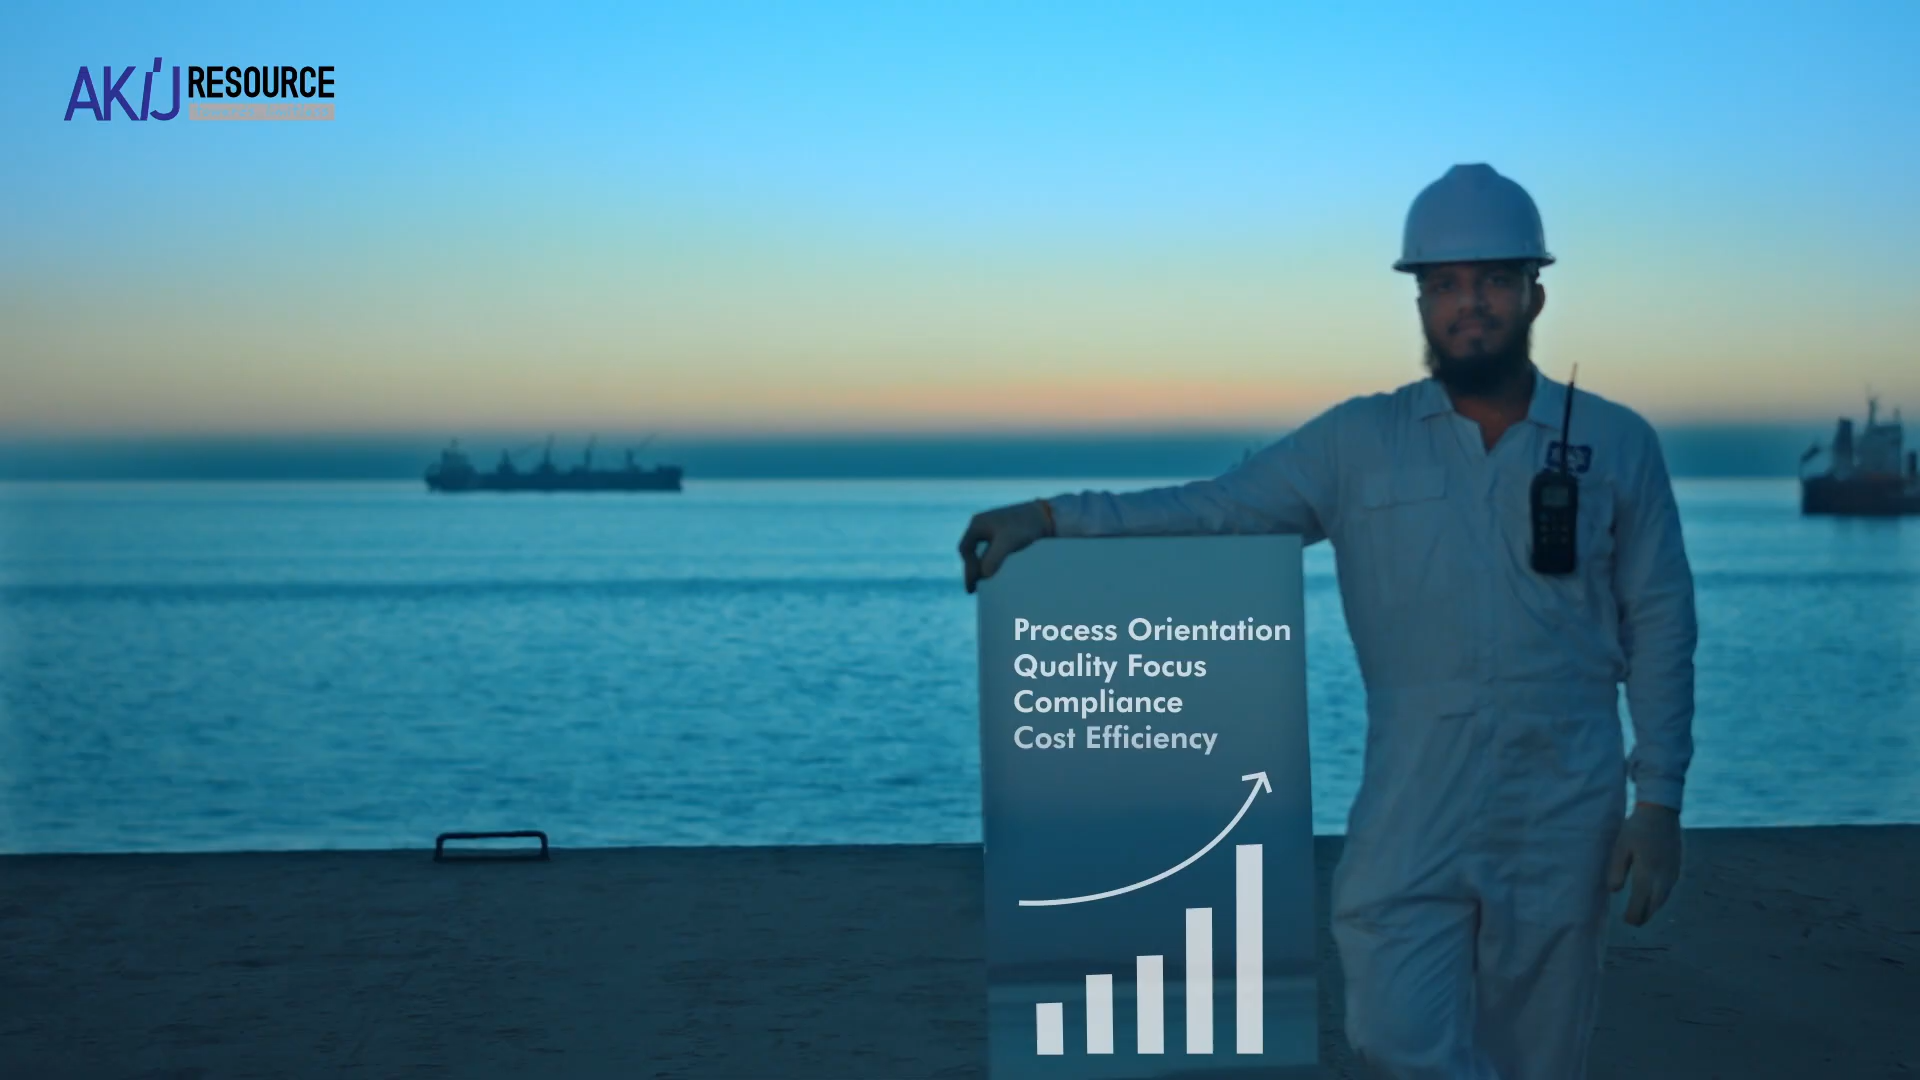 AKIJ RESOURCE
Process Orientation
Quality Focus
Compliance
Cost Efficiency